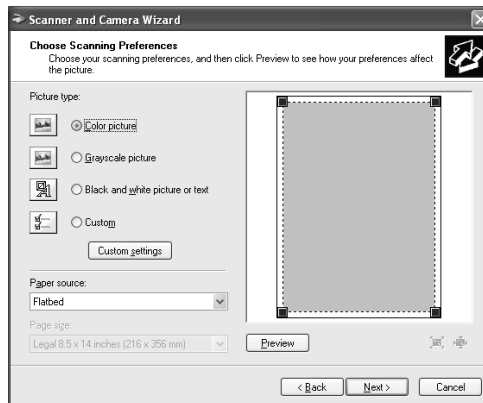 Scanner and Camera Wizard
Choose Scanning Preferences
Choose your scanning preferences, and then click Preview to see how your preferences affect
the picture.
Picture type:
Color picture
Grayscale picture
Black and white picture or text
Custom
Custom settings
Paper source:
Flatbed
Page size:
Legal 8.5 x 14 inches (216 x 356 mm)
Preview
< Back
Next >
Cancel